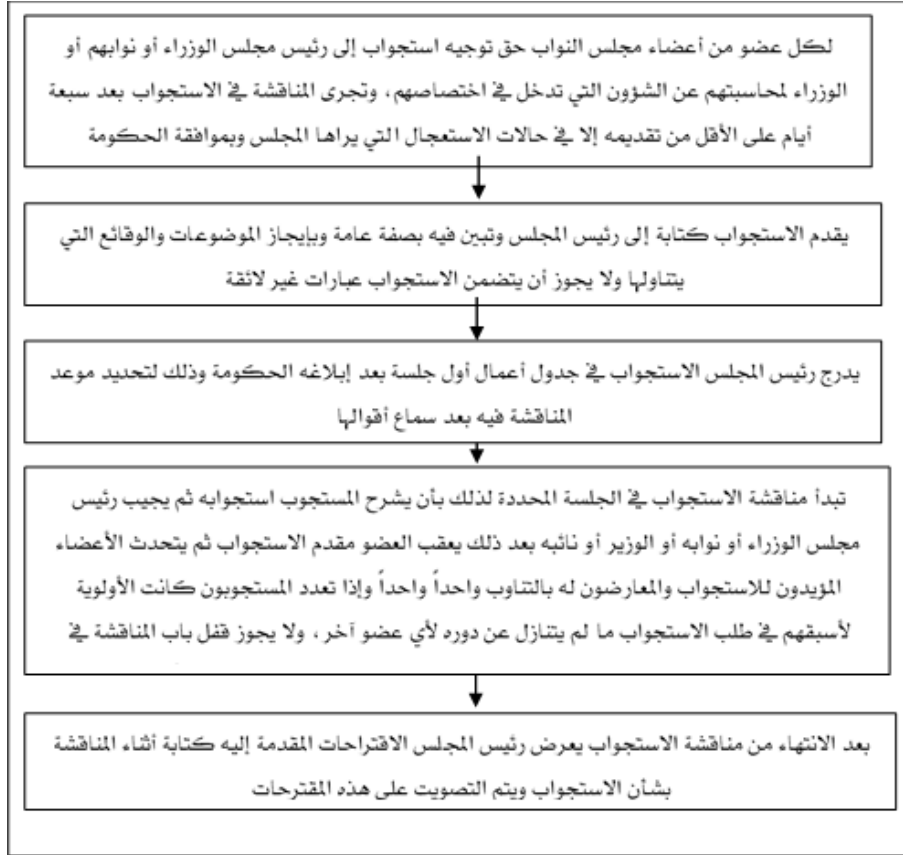 لكل عضو من أعضاء مجلس النواب حق توجيه استجواب إلى رئيس مجلس الوزراء أو نوابهم أو
الوزراء لمحاسبتهم عن الشؤون التي تدخل في اختصاصهم، وتجرى المناقشة في الاستجواب بعد سبعة
أيام على الأقل من تقديمه إلا في حالات الاستعجال التي يراها المجلس وبموافقة الحكومة
يقدم الاستجواب كتابة إلى رئيس المجلس وتبين فيه بصفة عامة وبإيجاز الموضوعات والوقائع التي
يتناولها ولا يجوز أن يتضمن الاستجواب عبارات غير لائقة
يدرج رئيس المجلس الاستجواب في جدول أعمال أول جلسة بعد إبلاغه الحكومة وذلك لتحديد موعد
المناقشة فيه بعد سماع أقوالها
تبدأ مناقشة الاستجواب في الجلسة المحددة لذلك بأن يشرح المستجوب استجوابه ثم يجيب رئيس
مجلس الوزراء أو نوابه أو الوزير أو نائبه بعد ذلك يعقب العضو مقدم الاستجواب ثم يتحدث الأعضاء
المؤيدون للاستجواب والمعارضون له بالتناوب واحداً واحداً وإذا تعدد المستجوبون كانت الأولوية
لأسبقهم في طلب الاستجواب ما لم يتنازل عن دوره لأي عضو آخر، ولا يجوز قفل باب المناقشة في
بعد الانتهاء من مناقشة الاستجواب يعرض رئيس المجلس الاقتراحات المقدمة إليه كتابة أثناء المناقشة
بشأن الاستجواب ويتم التصويت على هذه المقترحات